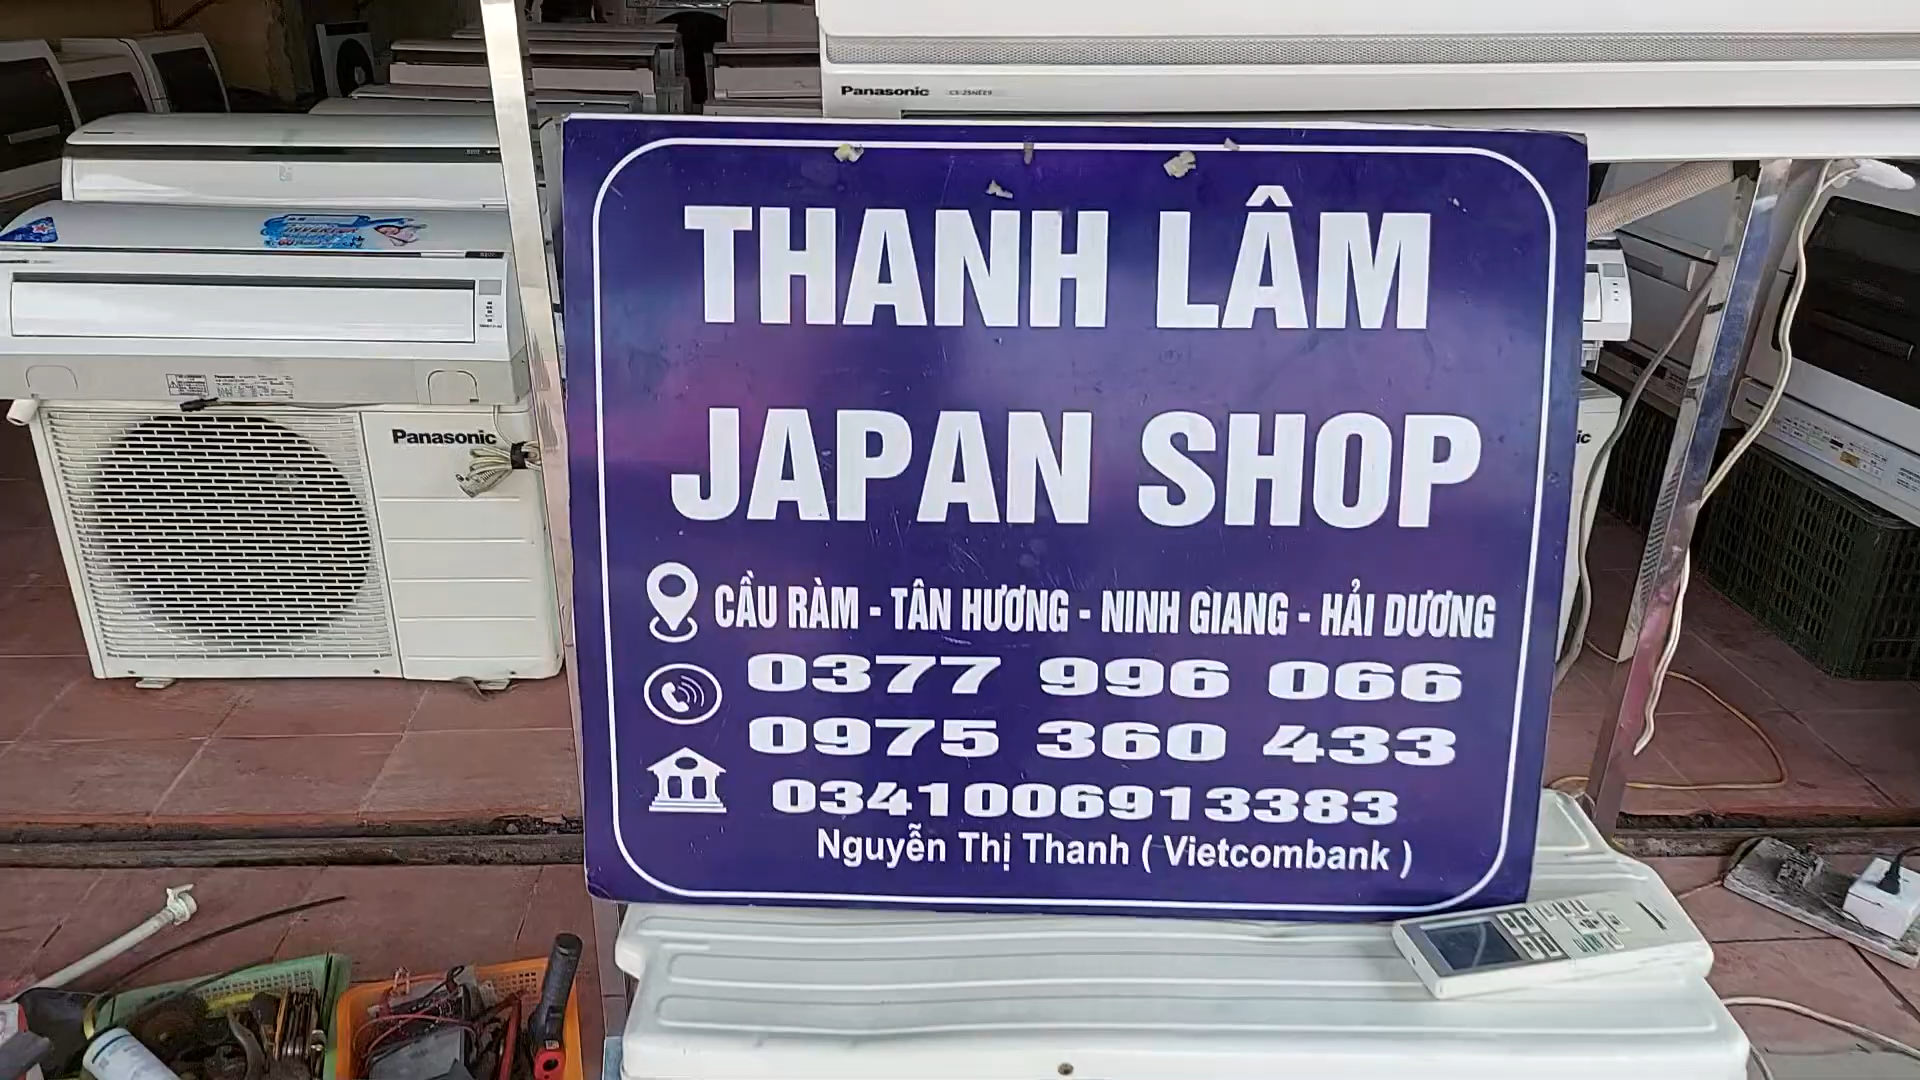 Panasonic
THANH LÂM
JAPAN SHOP
Panasonic
CẦU RÀM - TÂN HƯƠNG - NINH GIANG - HẢI DƯƠNG
0377 996 066
0975 360 433
0341006913383
Nguyễn Thị Thanh ( Vietcombank )